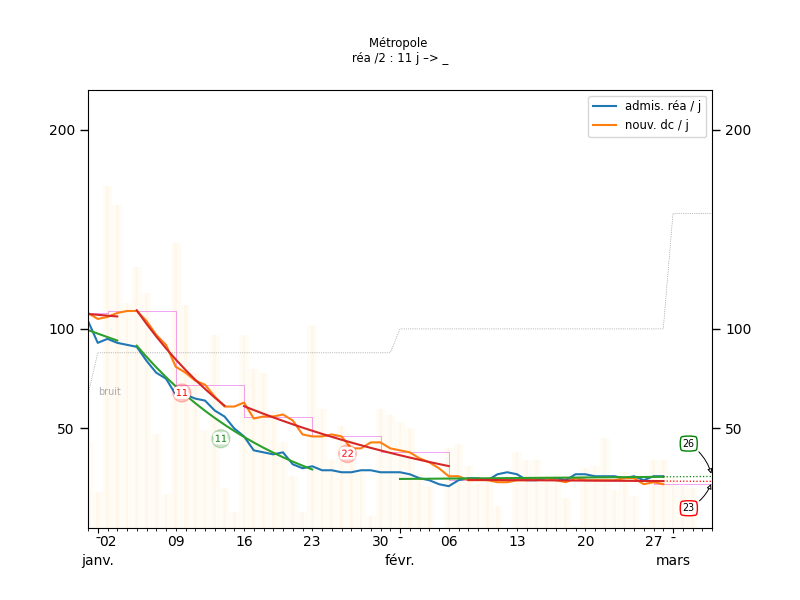 Métropole
réa /2 : 11 j –> _
admis. réa / j
nouv. dc / j
200
200
100
100
bruit
11
50
50
11
22
26
23
02
09
16
23
30
06
13
20
27
janv.
févr.
mars